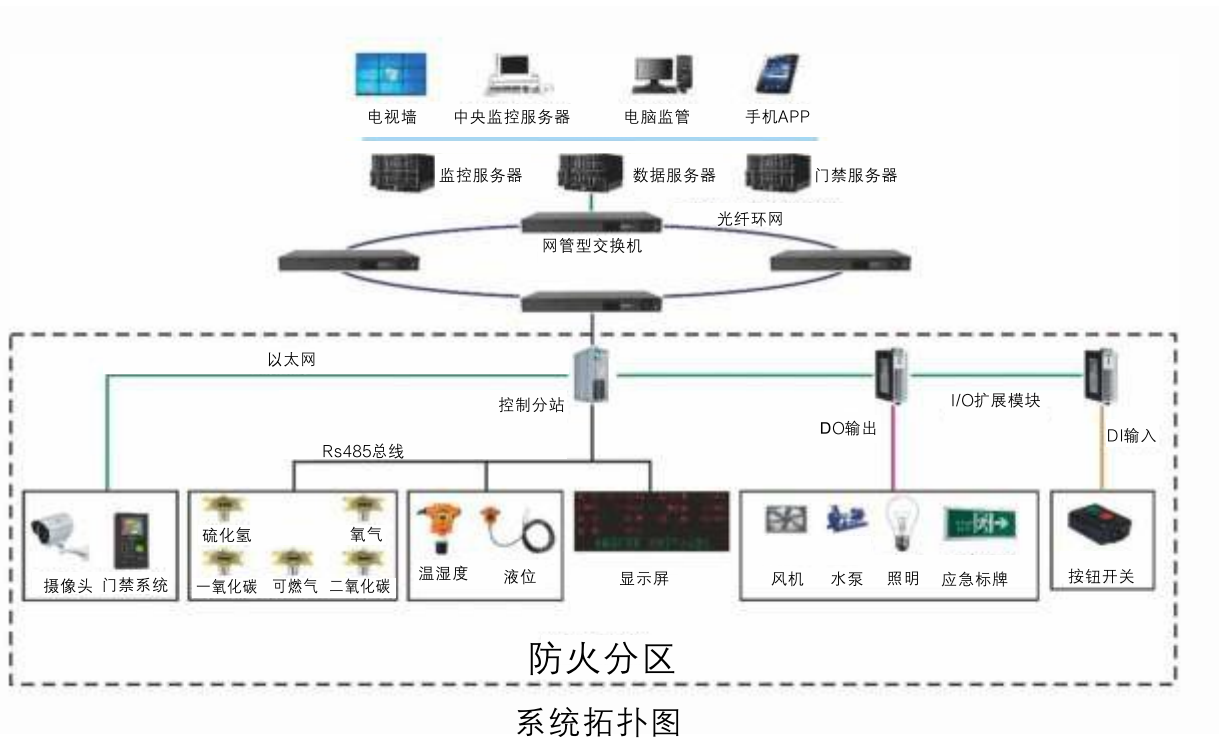 电视墙
中央监控服务器
电脑监管
手机APP
监控服务器
数据服务器
门禁服务器
光纤环网
网管型交换机
以太网
控制分站
I/O扩展模块
DO输出
DI输入
Rs485总线
硫化氢
氧气
摄像头
门禁系统
一氧化碳
可燃气
二氧化碳
温湿度
液位
显示屏
风机
水泵
照明
应急标牌
按钮开关
防火分区
系统拓扑图